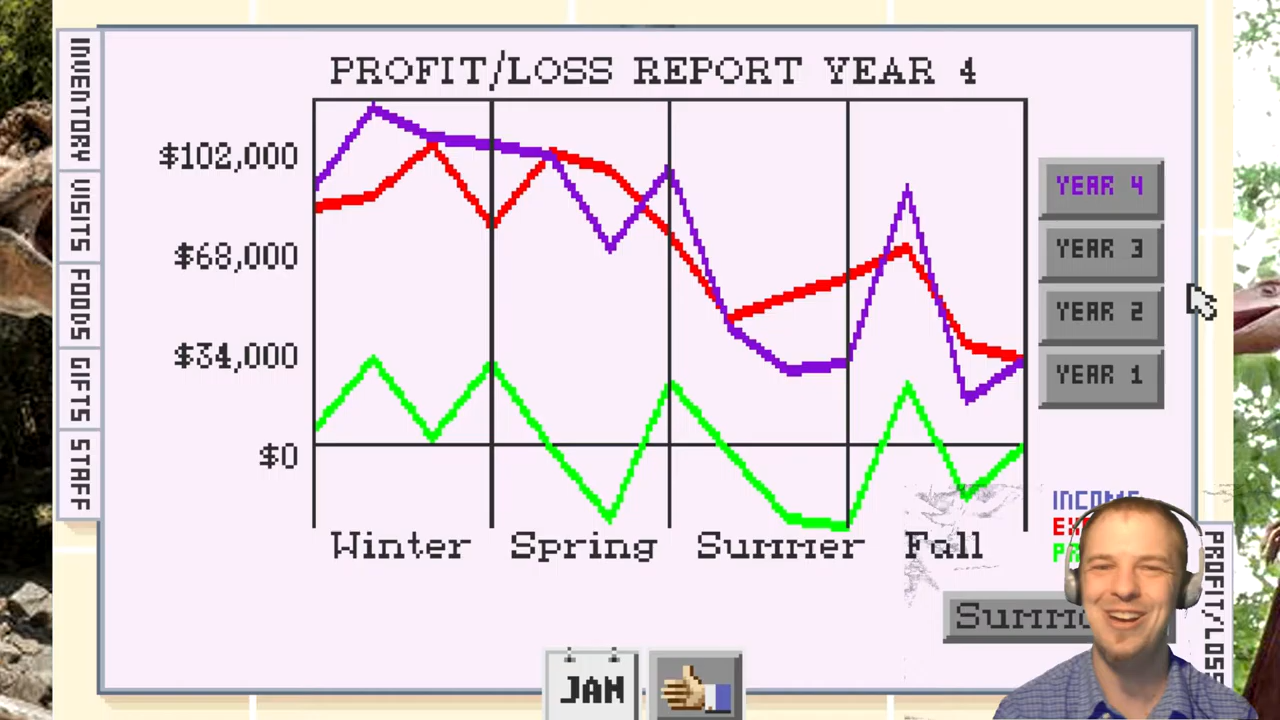 PROFIT/LOSS REPORT YEAR 4
INVENTORY
VISITS
FOODS
GIFTS
STAFF
$102,000
$68,000
$34,000
$0
Winter Spring Summer Fall
YEAR 4
YEAR 3
YEAR 2
YEAR 1
INCOME
PROFIT/LOSS
JAN